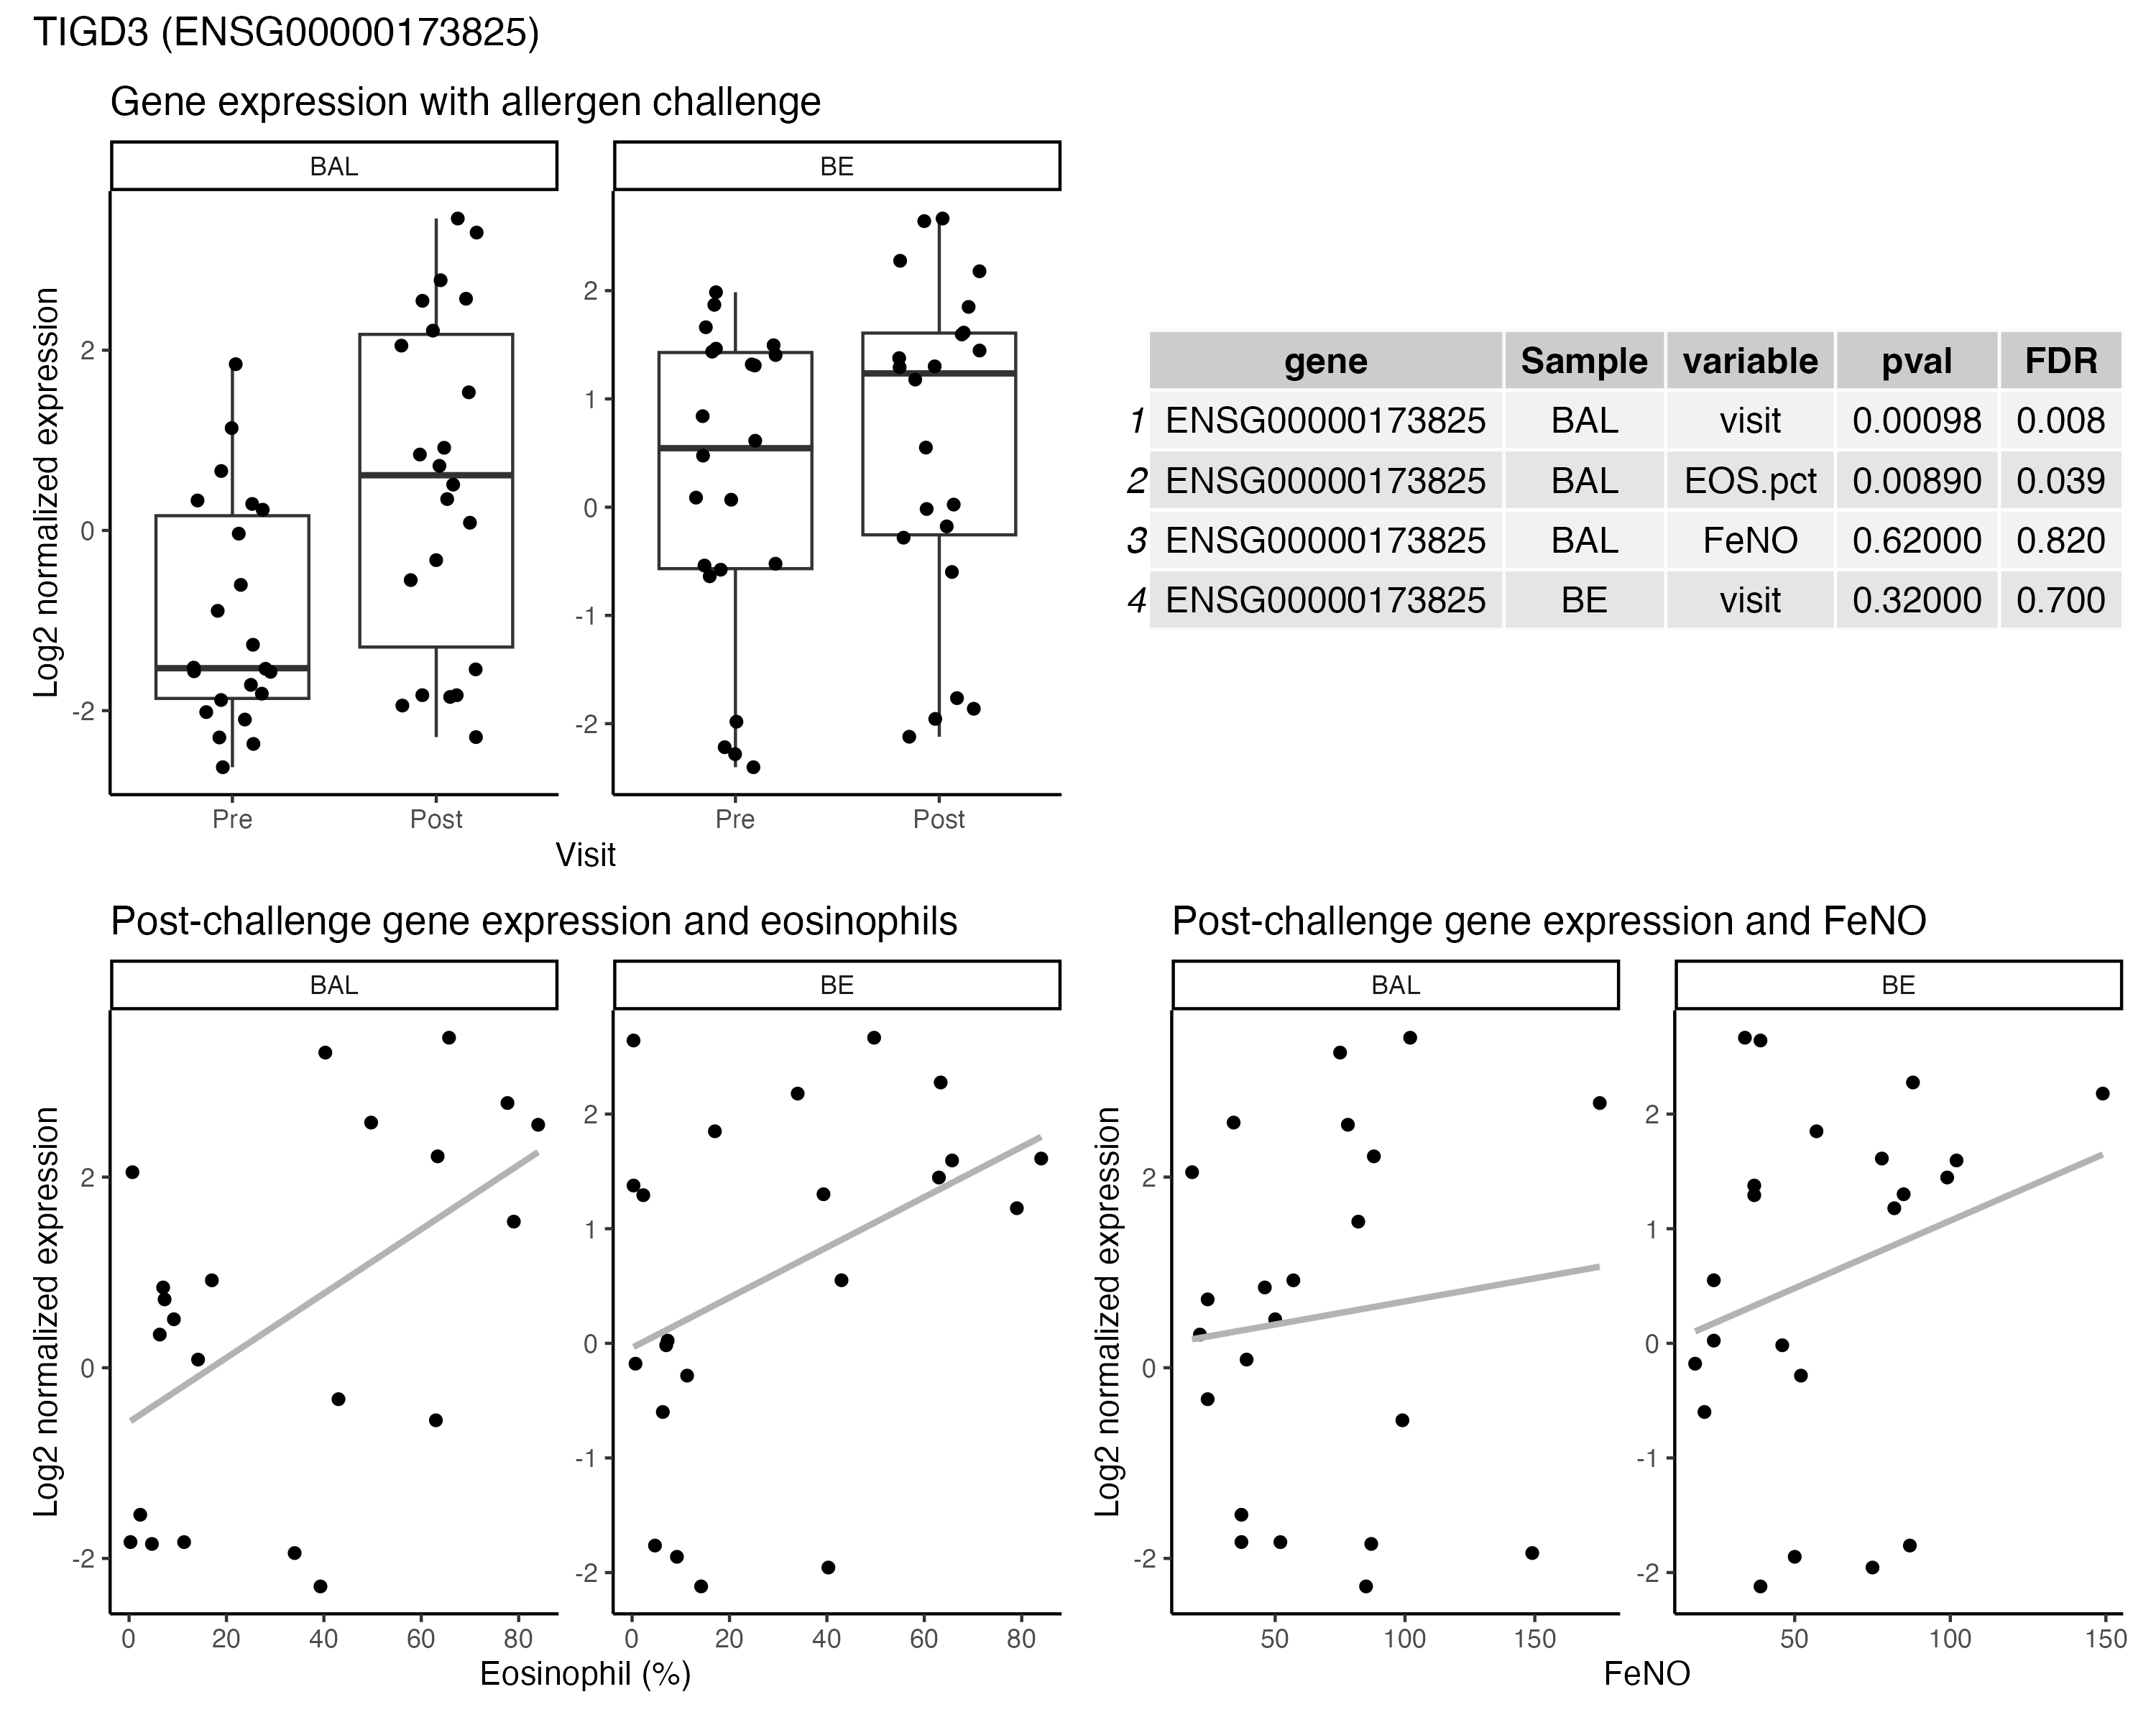 TIGD3 (ENSG00000173825)
Gene expression with allergen challenge
BAL BE
Log2 normalized expression
2
0
-2
2
1
0
-1
-2
Pre Post Pre Post
Visit
gene Sample variable pval FDR
1 ENSG00000173825 BAL visit 0.00098 0.008
2 ENSG00000173825 BAL EOS.pct 0.00890 0.039
3 ENSG00000173825 BAL FeNO 0.62000 0.820
4 ENSG00000173825 BE visit 0.32000 0.700
Post-challenge gene expression and eosinophils
BAL BE
Log2 normalized expression
2
0
-2
2
1
0
-1
-2
0 20 40 60 80 0 20 40 60 80
Eosinophil (%)
Post-challenge gene expression and FeNO
BAL BE
Log2 normalized expression
2
0
-2
2
1
0
-1
-2
50 100 150 50 100 150
FeNO